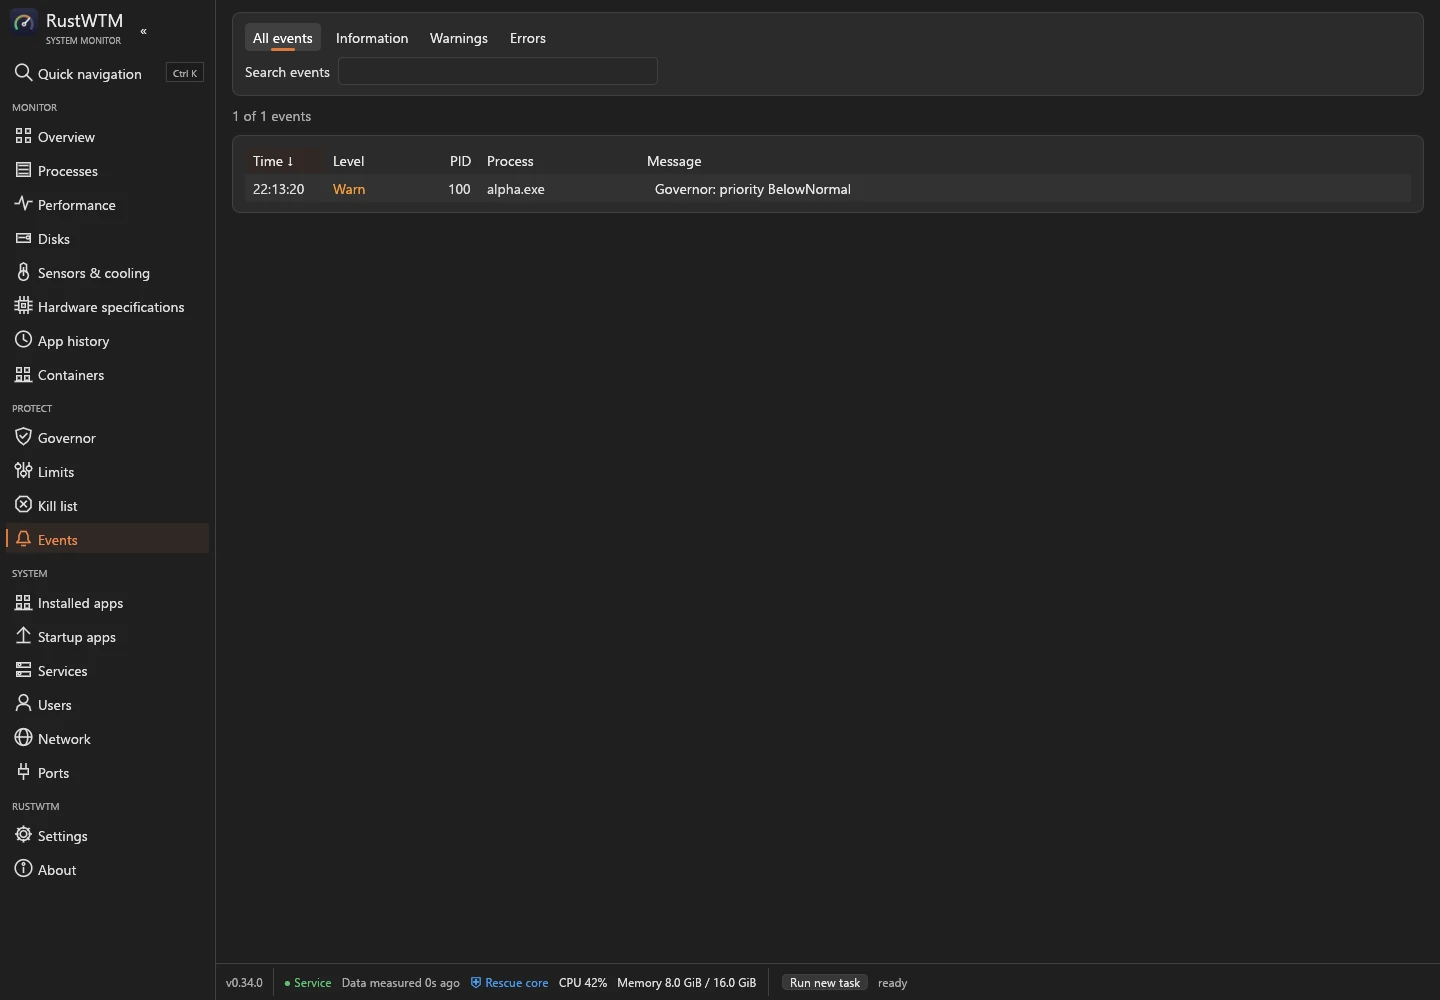 RustWTM
SYSTEM MONITOR
«
Quick navigation Ctrl K
MONITOR
Overview
Processes
Performance
Disks
Sensors & cooling
Hardware specifications
App history
Containers
PROTECT
Governor
Limits
Kill list
Events
SYSTEM
Installed apps
Startup apps
Services
Users
Network
Ports
RUSTWTM
Settings
About
All events Information Warnings Errors
Search events
1 of 1 events
Time ↓ Level PID Process Message
22:13:20 Warn 100 alpha.exe Governor: priority BelowNormal
v0.34.0 ● Service Data measured 0s ago Rescue core CPU 42% Memory 8.0 GiB / 16.0 GiB Run new task ready